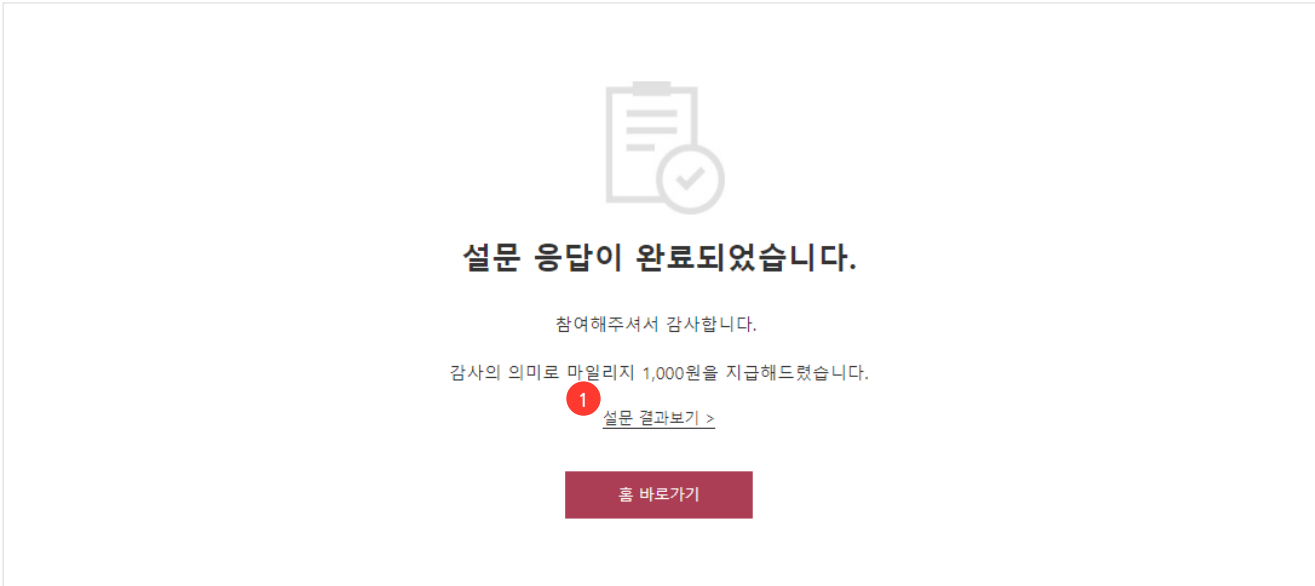 설문 응답이 완료되었습니다.
참여해주셔서 감사합니다.
감사의 의미로 마일리지 1,000원을 지급해드렸습니다.
1
설문 결과보기 >
홈 바로가기